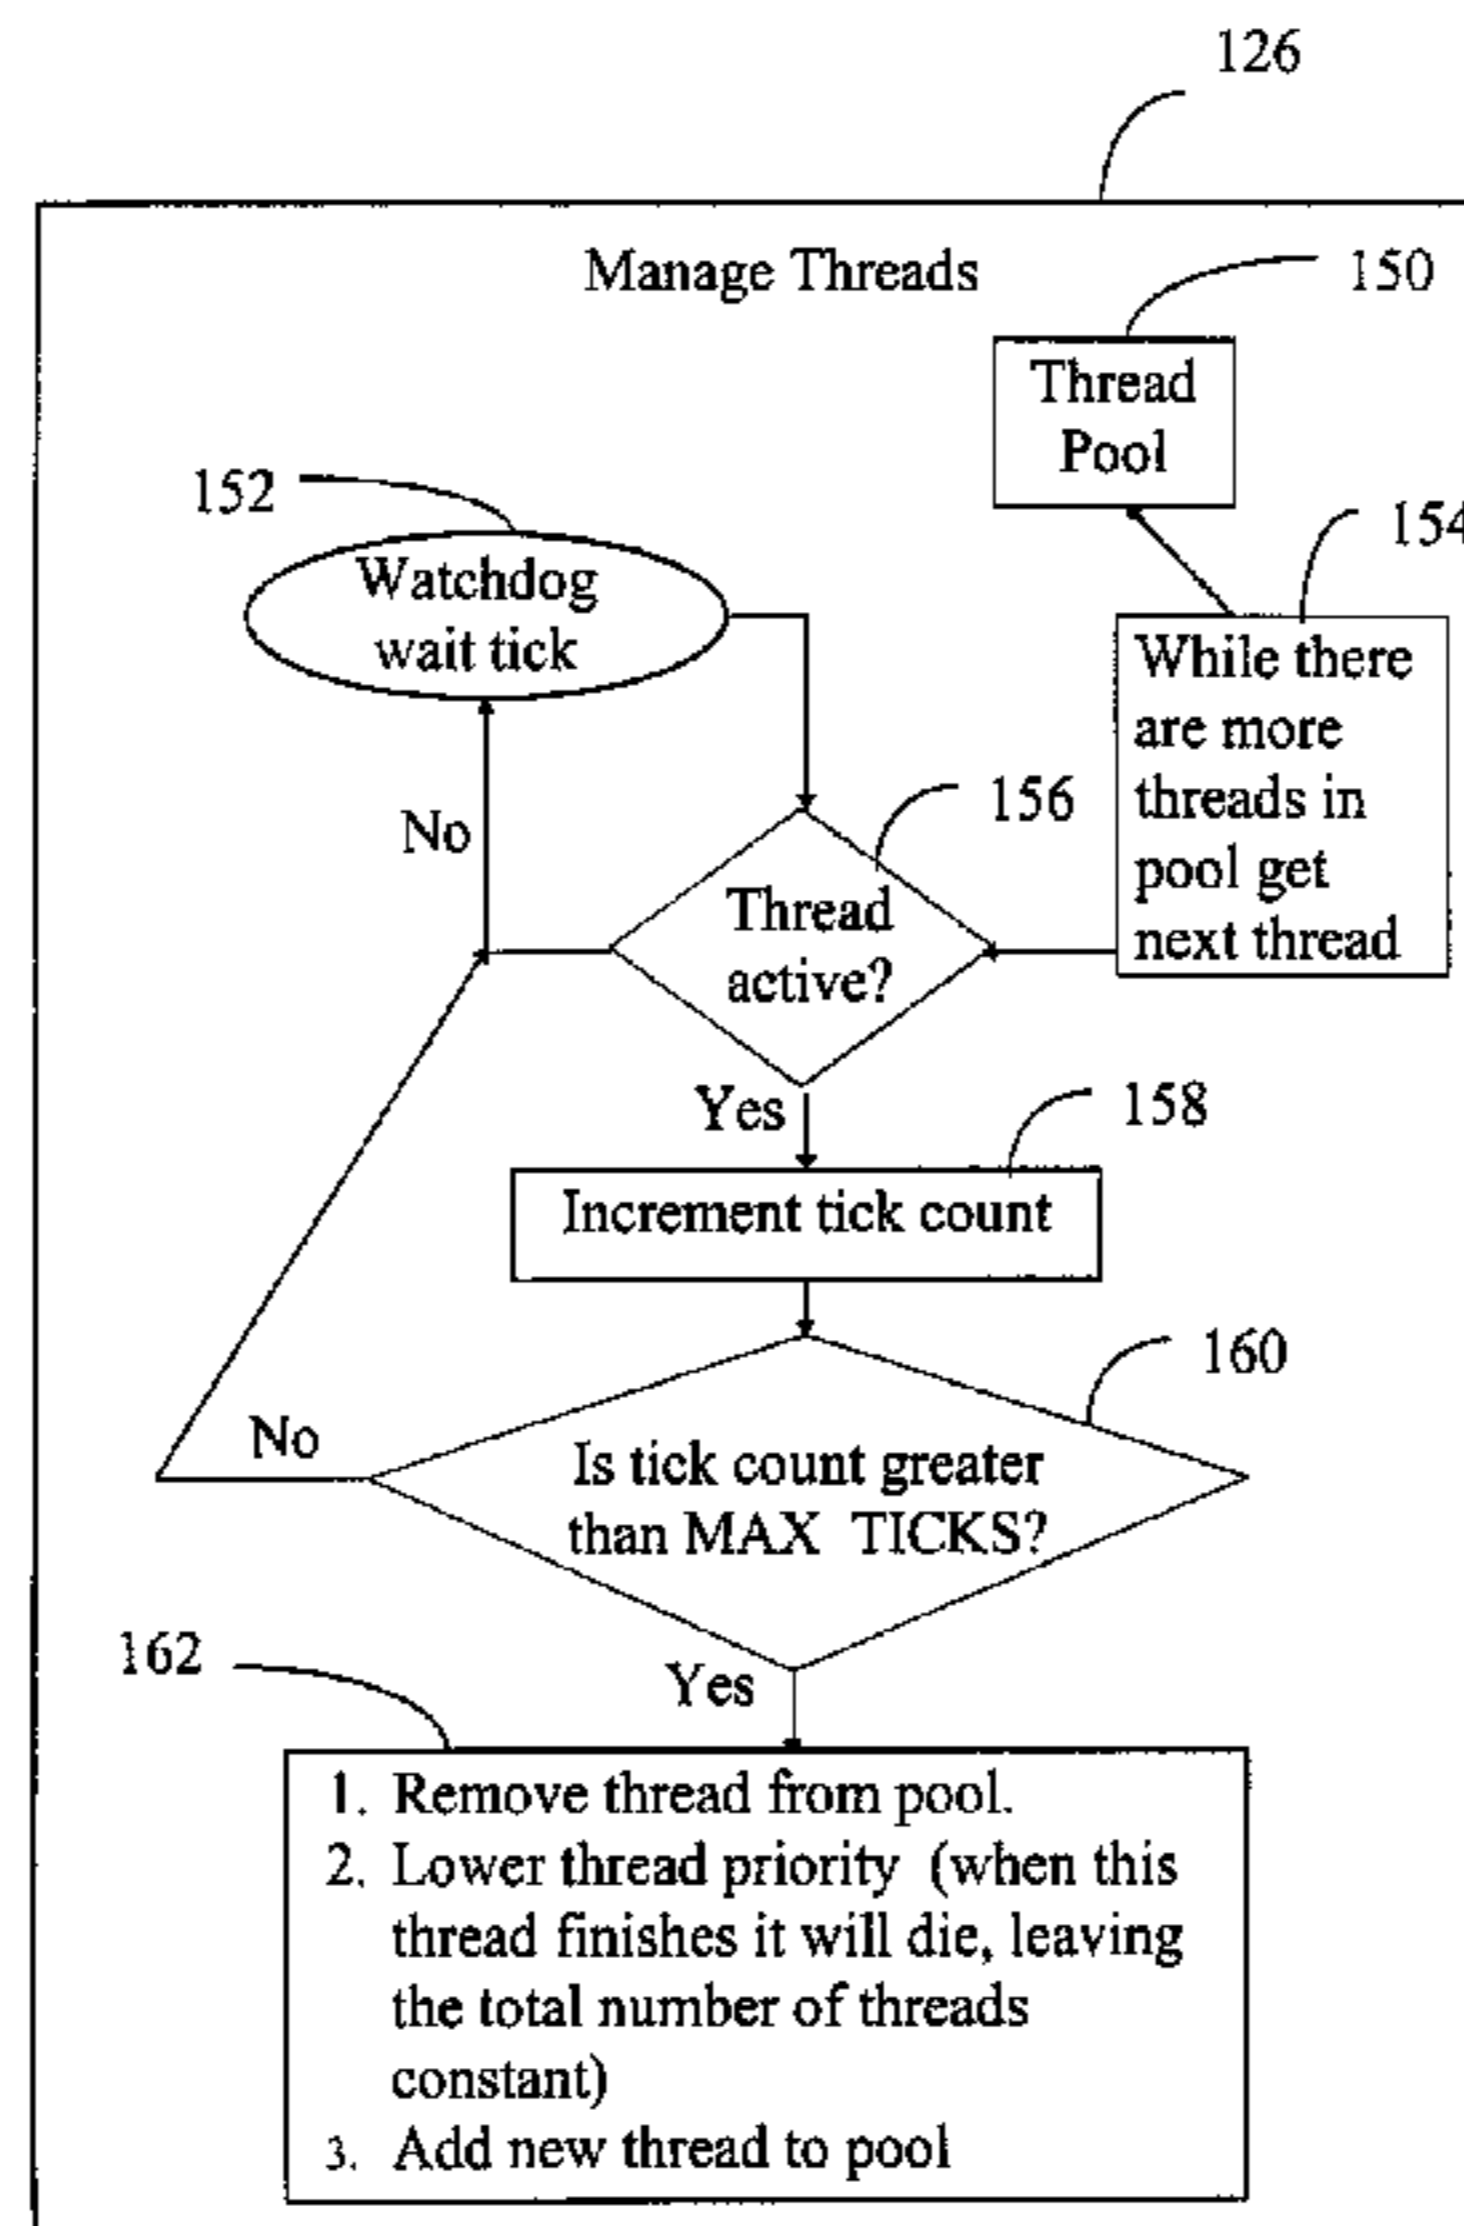 126
Manage Threads
150
Thread
Pool
152
154
Watchdog
wait tick
While there
are more
threads in
pool get
next thread
No
156
Thread
active?
Yes
158
Increment tick count
160
No
Is tick count greater
than MAX TICKS?
162
Yes
1. Remove thread from pool.
2. Lower thread priority (when this
thread finishes it will die, leaving
the total number of threads
constant)
3. Add new thread to pool